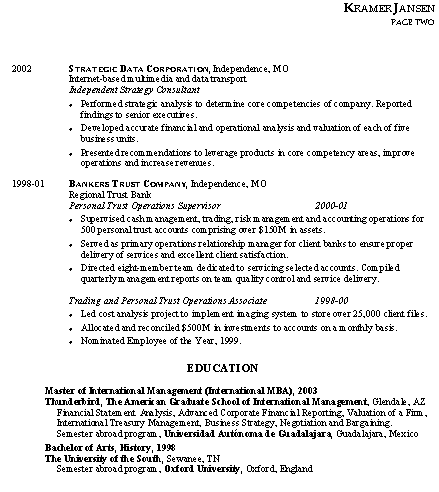 KRAMER JANSEN
PAGE TWO
2002 STRATEGIC DATA CORPORATION, Independence, MO
Internet-based multimedia and data transport
Independent Strategy Consultant
• Performed strategic analysis to determine core competencies of company. Reported
findings to senior executives.
• Developed accurate financial and operational analysis and valuation of each of five
business units.
• Presented recommendations to leverage products in core competency areas, improve
operations and increase revenues.
1998-01 BANKERS TRUST COMPANY, Independence, MO
Regional Trust Bank
Personal Trust Operations Supervisor 2000-01
• Supervised cash management, trading, risk management and accounting operations for
500 personal trust accounts comprising over $150M in assets.
• Served as primary operations relationship manager for client banks to ensure proper
delivery of services and excellent client satisfaction.
• Directed eight-member team dedicated to servicing selected accounts. Compiled
quarterly management reports on team quality control and service delivery.
Trading and Personal Trust Operations Associate 1998-00
• Led cost analysis project to implement imaging system to store over 25,000 client files.
• Allocated and reconciled $500M in investments to accounts on a monthly basis.
• Nominated Employee of the Year, 1999.
EDUCATION
Master of International Management (International MBA), 2003
Thunderbird, The American Graduate School of International Management, Glendale, AZ
Financial Statement Analysis, Advanced Corporate Financial Reporting, Valuation of a Firm,
International Treasury Management, Business Strategy, Negotiation and Bargaining.
Semester abroad program, Universidad Autónoma de Guadalajara, Guadalajara, Mexico
Bachelor of Arts, History, 1998
The University of the South, Sewanee, TN
Semester abroad program, Oxford University, Oxford, England